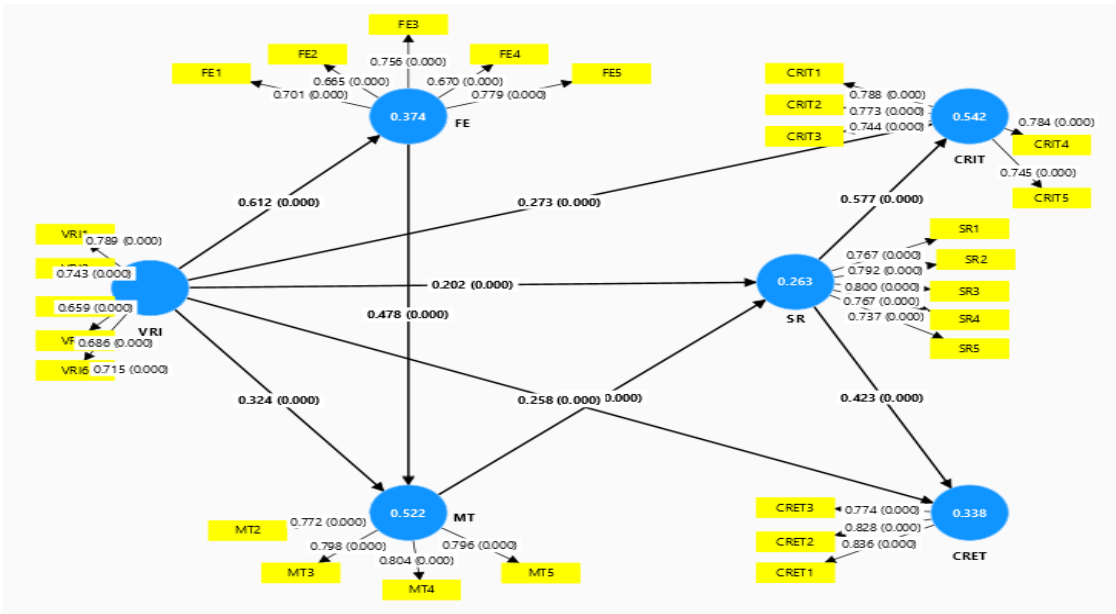 FE3
FE2
FE4
FE1
FE5
0.756 (0.000)
0.665 (0.000)
0.670 (0.000)
0.701 (0.000)
0.779 (0.000)
0.374
FE
CRIT1
CRIT2
CRIT3
0.788 (0.000)
0.773 (0.000)
0.744 (0.000)
0.542
CRIT
0.784 (0.000)
CRIT4
0.745 (0.000)
CRIT5
0.612 (0.000)
0.273 (0.000)
0.577 (0.000)
0.789 (0.000)
0.743 (0.000)
0.659 (0.000)
VRI
0.686 (0.000)
VRI6
0.715 (0.000)
0.202 (0.000)
0.478 (0.000)
0.263
SR
0.767 (0.000)
0.792 (0.000)
0.800 (0.000)
0.767 (0.000)
0.737 (0.000)
SR1
SR2
SR3
SR4
SR5
0.324 (0.000)
0.258 (0.000)
0.000)
0.423 (0.000)
0.522
MT
MT2
0.772 (0.000)
0.798 (0.000)
0.804 (0.000)
0.796 (0.000)
MT3
MT4
MT5
CRET3
CRET2
CRET1
0.774 (0.000)
0.828 (0.000)
0.836 (0.000)
0.338
CRET